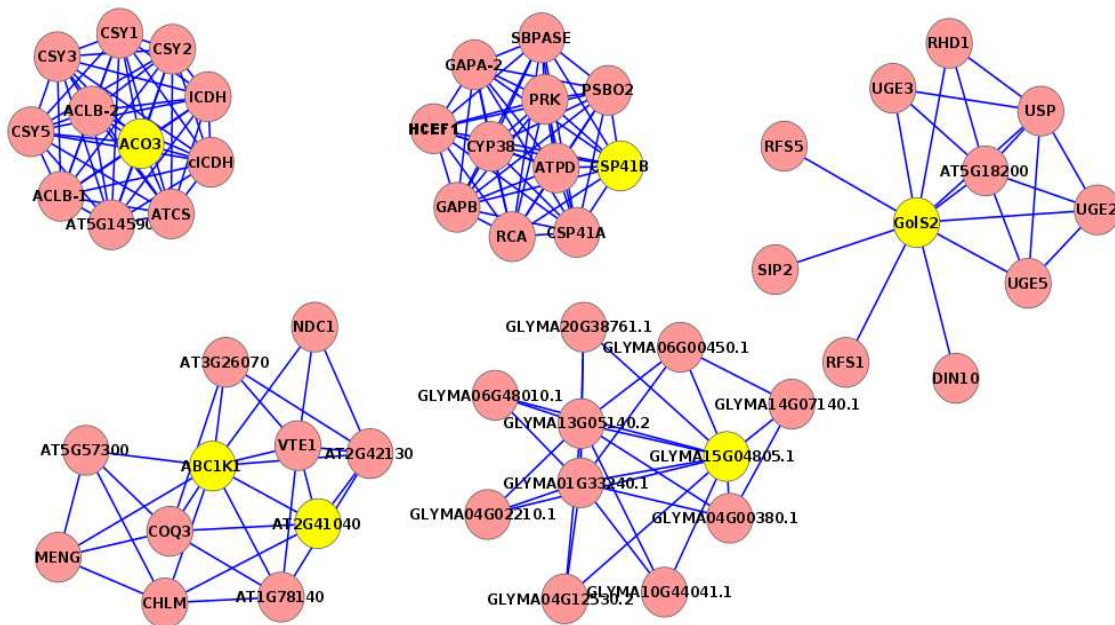 CSY1
CSY3
CSY2
ICDH
ACLB-2
CSY5
ACO3
cICDH
ACLB-1
ATCS
AT5G1459
SBPASE
GAPA-2
PSBO2
PRK
HCEF1
CYP38
ATPD
CSP41B
GAPB
RCA
CSP41A
RHD1
UGE3
USP
RFS5
AT5G18200
GolS2
UGE2
SIP2
UGE5
RFS1
DIN10
NDC1
AT3G26070
AT5G57300
VTE1
AT2G42130
ABC1K1
AT2G41040
COQ3
MENG
CHLM
AT1G78140
GLYMA20G38761.1
GLYMA06G00450.1
GLYMA06G48010.1
GLYMA14G07140.1
GLYMA13G05140.2
GLYMA15G04805.1
GLYMA01G33240.1
GLYMA04G02210.1
GLYMA04G00380.1
GLYMA04G12530.2
GLYMA10G44041.1